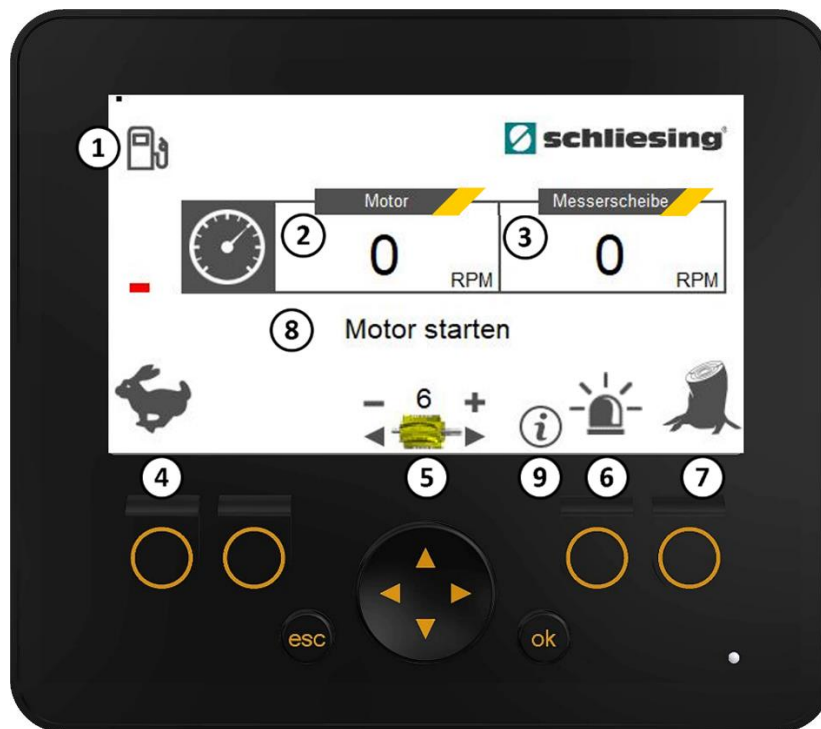 1
schliesing®
Motor
Messerscheibe
2
0
RPM
3
0
RPM
8
Motor starten
- 6 +
i
4
5
9
6
7
esc
ok